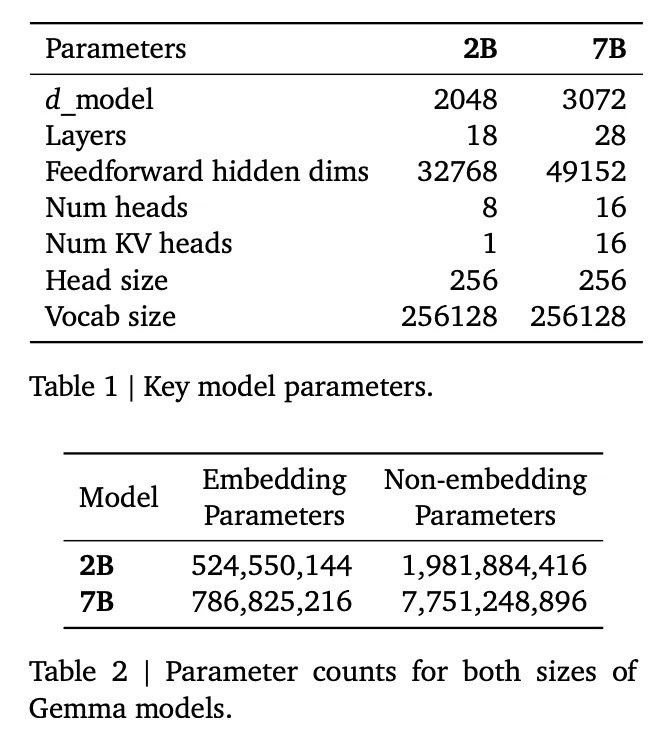 Parameters 2B 7B
d_model 2048 3072
Layers 18 28
Feedforward hidden dims 32768 49152
Num heads 8 16
Num KV heads 1 16
Head size 256 256
Vocab size 256128 256128
Table 1 | Key model parameters.
Model Embedding Parameters Non-embedding Parameters
2B 524,550,144 1,981,884,416
7B 786,825,216 7,751,248,896
Table 2 | Parameter counts for both sizes of
Gemma models.